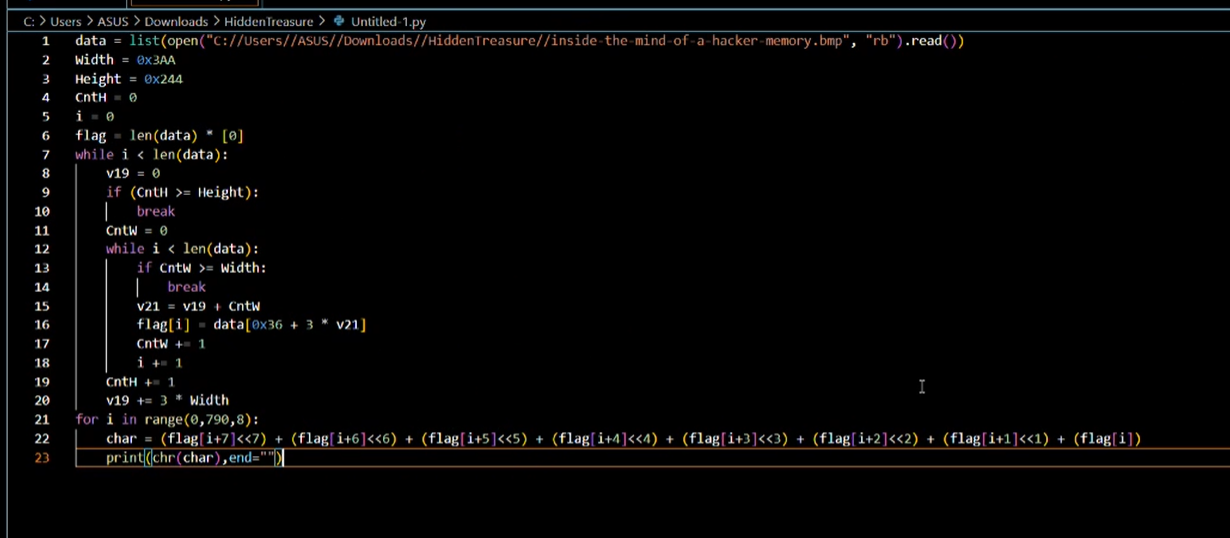 C: > Users > ASUS > Downloads > HiddenTreasure > Untitled-1.py
1 data = list(open("C://Users//ASUS//Downloads//HiddenTreasure//inside-the-mind-of-a-hacker-memory.bmp", "rb").read())
2 Width = 0x3AA
3 Height = 0x244
4 CntH = 0
5 i = 0
6 flag = len(data) * [0]
7 while i < len(data):
8 v19 = 0
9 if (CntH >= Height):
10 break
11 CntW = 0
12 while i < len(data):
13 if CntW >= Width:
14 break
15 v21 = v19 + CntW
16 flag[i] = data[0x36 + 3 * v21]
17 CntW += 1
18 i += 1
19 CntH += 1
20 v19 += 3 * Width
21 for i in range(0,790,8):
22 char = (flag[i+7]<<7) + (flag[i+6]<<6) + (flag[i+5]<<5) + (flag[i+4]<<4) + (flag[i+3]<<3) + (flag[i+2]<<2) + (flag[i+1]<<1) + (flag[i])
23 print(chr(char),end="")